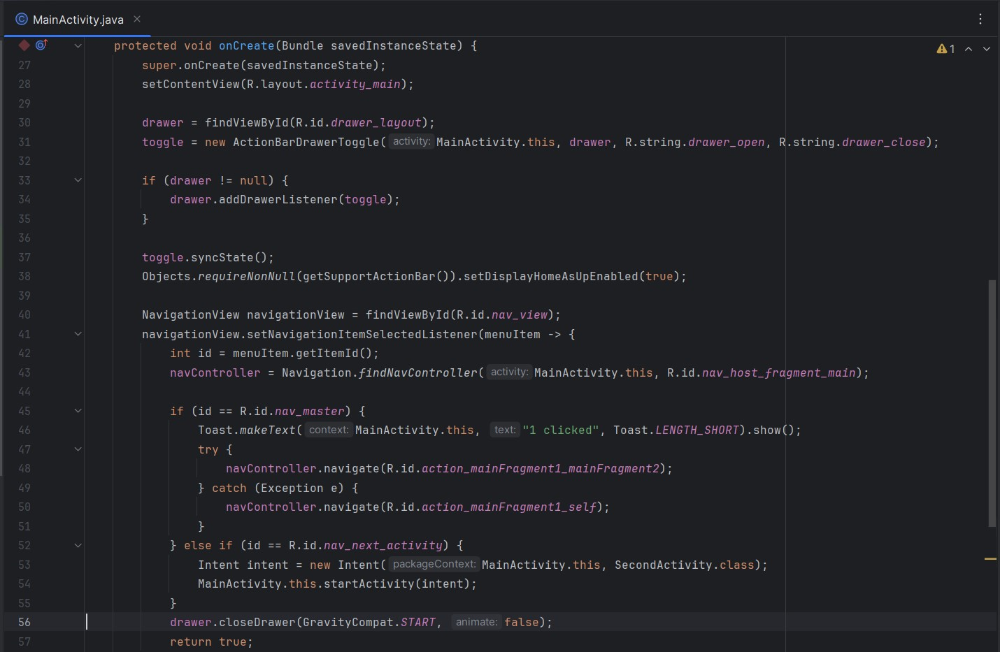 MainActivity.java
protected void onCreate(Bundle savedInstanceState) {
1
27 super.onCreate(savedInstanceState);
28 setContentView(R.layout.activity_main);
29
30 drawer = findViewById(R.id.drawer_layout);
31 toggle = new ActionBarDrawerToggle( activity: MainActivity.this, drawer, R.string.drawer_open, R.string.drawer_close);
32
33 if (drawer != null) {
34 drawer.addDrawerListener(toggle);
35 }
36
37 toggle.syncState();
38 Objects.requireNonNull(getSupportActionBar()).setDisplayHomeAsUpEnabled(true);
39
40 NavigationView navigationView = findViewById(R.id.nav_view);
41 navigationView.setNavigationItemSelectedListener(menuItem -> {
42 int id = menuItem.getItemId();
43 navController = Navigation.findNavController( activity: MainActivity.this, R.id.nav_host_fragment_main);
44
45 if (id == R.id.nav_master) {
46 Toast.makeText( context: MainActivity.this, text: "1 clicked", Toast.LENGTH_SHORT).show();
47 try {
48 navController.navigate(R.id.action_mainFragment1_mainFragment2);
49 } catch (Exception e) {
50 navController.navigate(R.id.action_mainFragment1_self);
51 }
52 } else if (id == R.id.nav_next_activity) {
53 Intent intent = new Intent( packageContext: MainActivity.this, SecondActivity.class);
54 MainActivity.this.startActivity(intent);
55 }
56 drawer.closeDrawer(GravityCompat.START, animate: false);
57 return true;